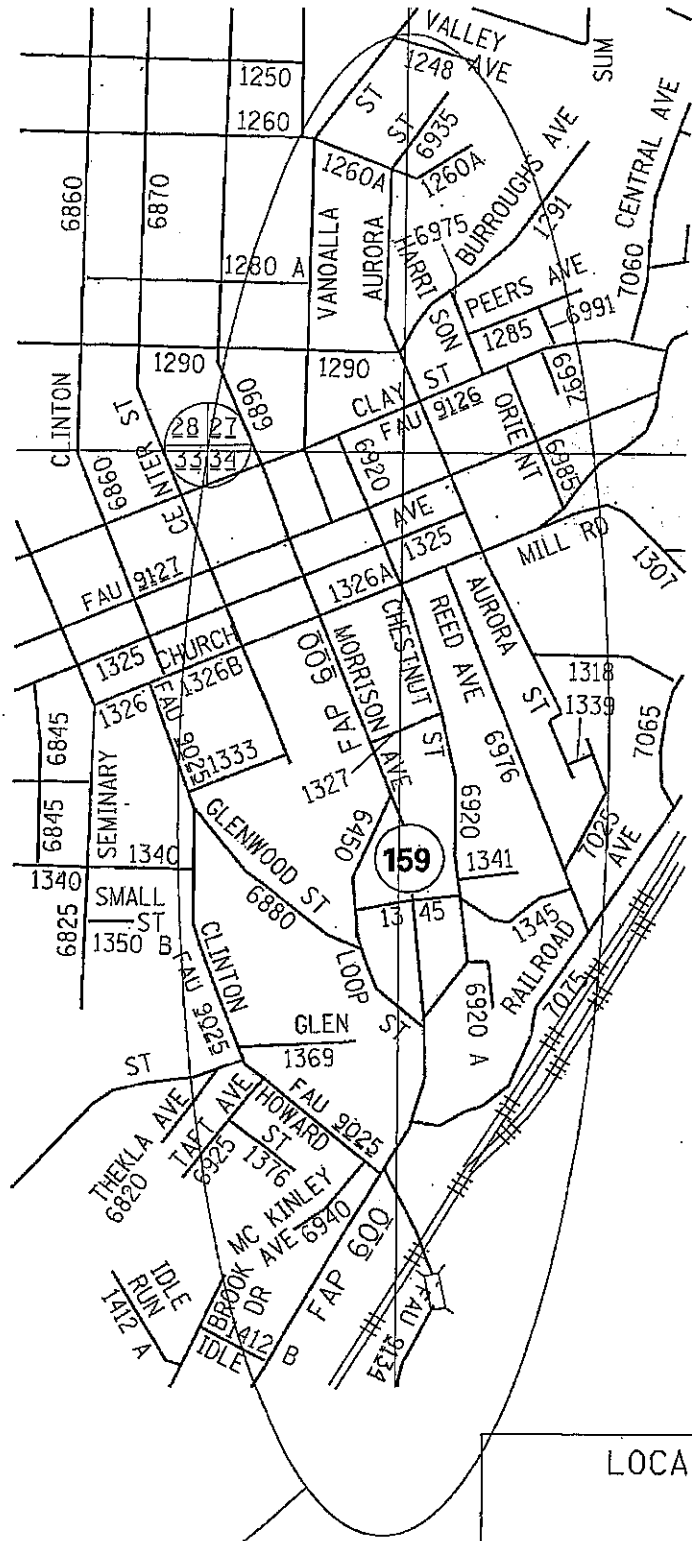 VALLEY
AVE
1248
SUM
1250
ST
1260
ST
6935
1260A
1260A
6860
6870
VANDALLA
AURORA
6975
HARRISON
BURROUGHS AVE
1291
CENTRAL AVE
7060
1280 A
PEERS AVE
1285
6991
1290
1290
6890
CLAY ST
FAU 9126
6992
ORIENT
6985
CLINTON
CENTER ST
28 27
33 34
6860
6920
AVE
1325
FAU 9127
MILL RD
1307
1326A
CHURCH
1325
1326
1326B
FAP 600
MORRISON
AVE
CHESTNUT
ST
REED AVE
AURORA
ST
6976
1318
1339
7065
6845
6845
FAU 9025
1333
1327
SEMINARY
1340
1340
GLENWOOD ST
6880
6450
159
6920
1341
7025
6825
SMALL
ST
1350 B
13 45
1345
RAILROAD
AVE
7075
CLINTON
FAU 9025
LOOP
ST
6920 A
GLEN
1369
ST
FAU 9025
THEKLA AVE
6820
TAFT AVE
6925
HOWARD
ST
1376
MC KINLEY
AVE 6940
BROOK
DR
FAP 600
IDLE
RUN
1412 A
1412 B
IDLE
FAU 9134
LOCA